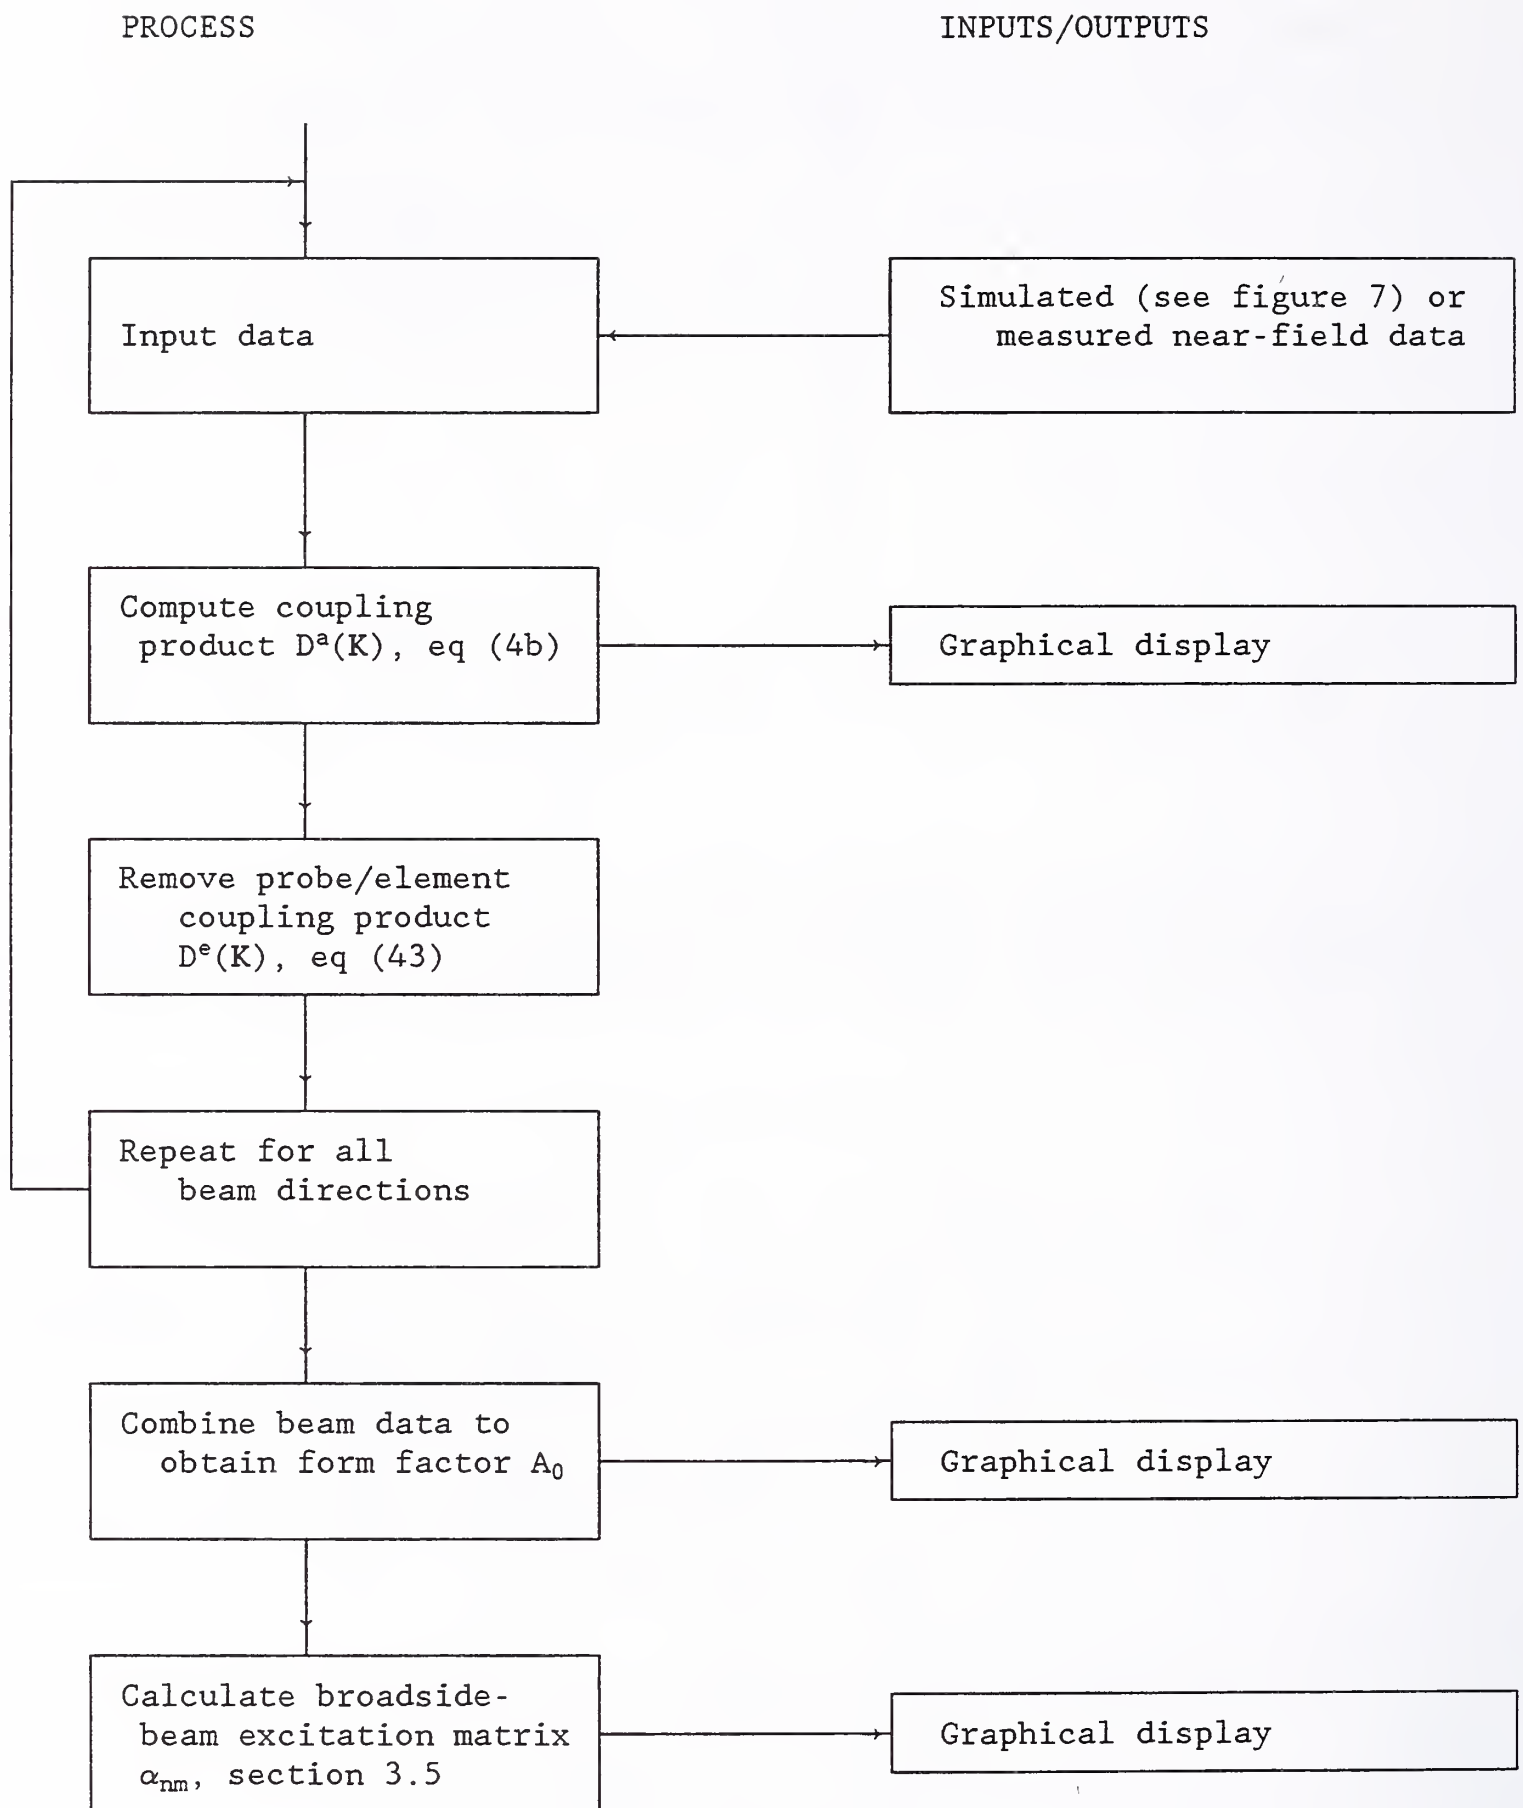 PROCESS
INPUTS/OUTPUTS
Input data
Simulated (see figure 7) or
measured near-field data
Compute coupling
product Dᵃ(K), eq (4b)
Graphical display
Remove probe/element
coupling product
Dᵉ(K), eq (43)
Repeat for all
beam directions
Combine beam data to
obtain form factor A₀
Graphical display
Calculate broadside-
beam excitation matrix
αₙₘ, section 3.5
Graphical display